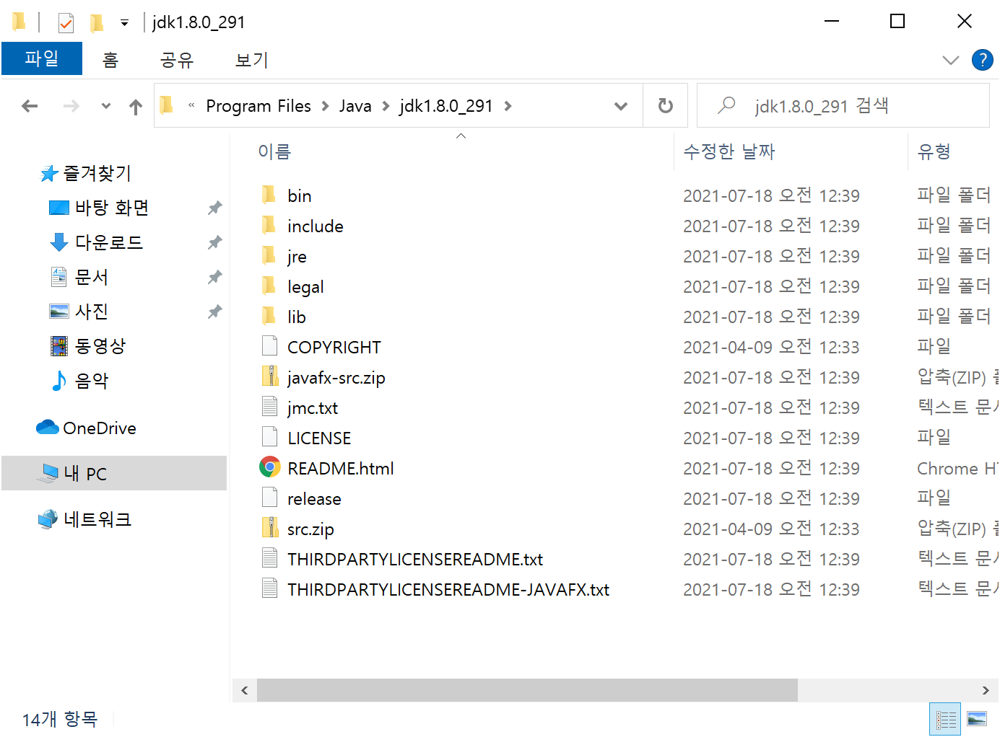 jdk1.8.0_291
파일 홈 공유 보기
« Program Files > Java > jdk1.8.0_291 >
jdk1.8.0_291 검색
이름 수정한 날짜 유형
즐겨찾기
바탕 화면
다운로드
문서
사진
동영상
음악
OneDrive
내 PC
네트워크
bin 2021-07-18 오전 12:39 파일 폴더
include 2021-07-18 오전 12:39 파일 폴더
jre 2021-07-18 오전 12:39 파일 폴더
legal 2021-07-18 오전 12:39 파일 폴더
lib 2021-07-18 오전 12:39 파일 폴더
COPYRIGHT 2021-04-09 오전 12:33 파일
javafx-src.zip 2021-07-18 오전 12:39 압축(ZIP)
jmc.txt 2021-07-18 오전 12:39 텍스트 문서
LICENSE 2021-07-18 오전 12:39 파일
README.html 2021-07-18 오전 12:39 Chrome HT
release 2021-07-18 오전 12:39 파일
src.zip 2021-04-09 오전 12:33 압축(ZIP)
THIRDPARTYLICENSEREADME.txt 2021-07-18 오전 12:39 텍스트 문서
THIRDPARTYLICENSEREADME-JAVAFX.txt 2021-07-18 오전 12:39 텍스트 문서
14개 항목